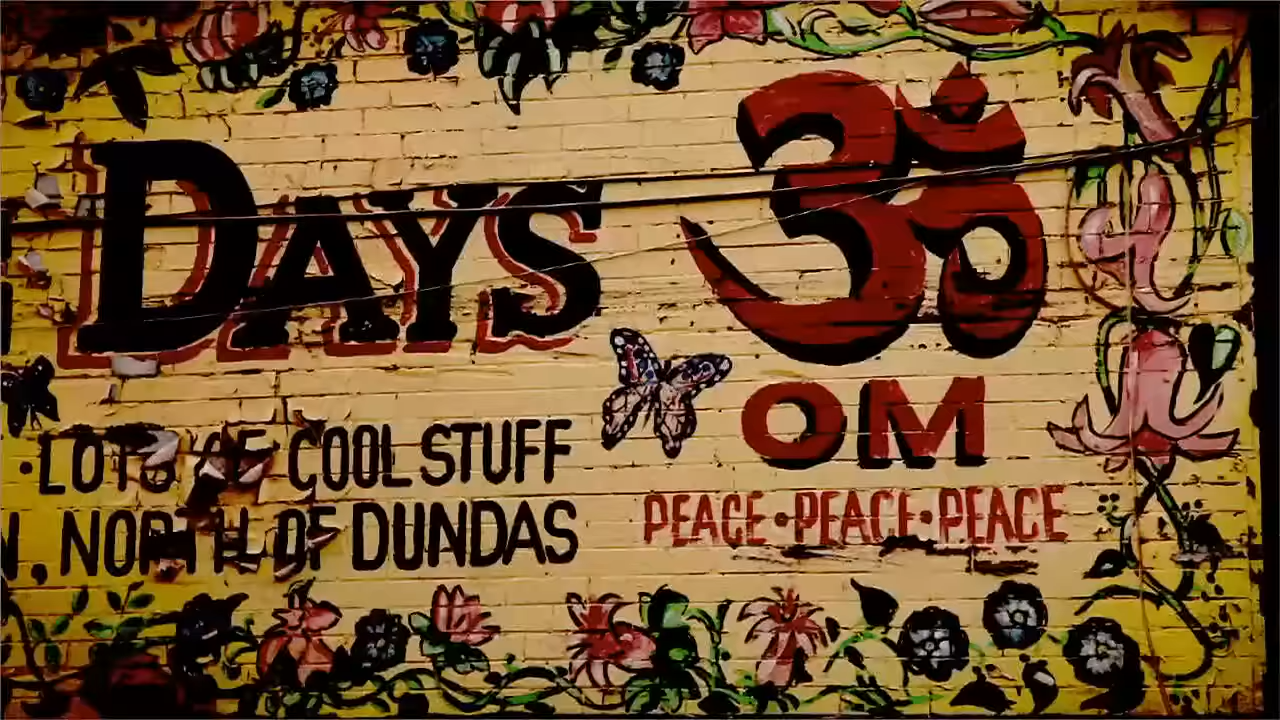 DAYS
ॐ
OM
• LOTS OF COOL STUFF
N, NORTH OF DUNDAS
PEACE • PEACE • PEACE